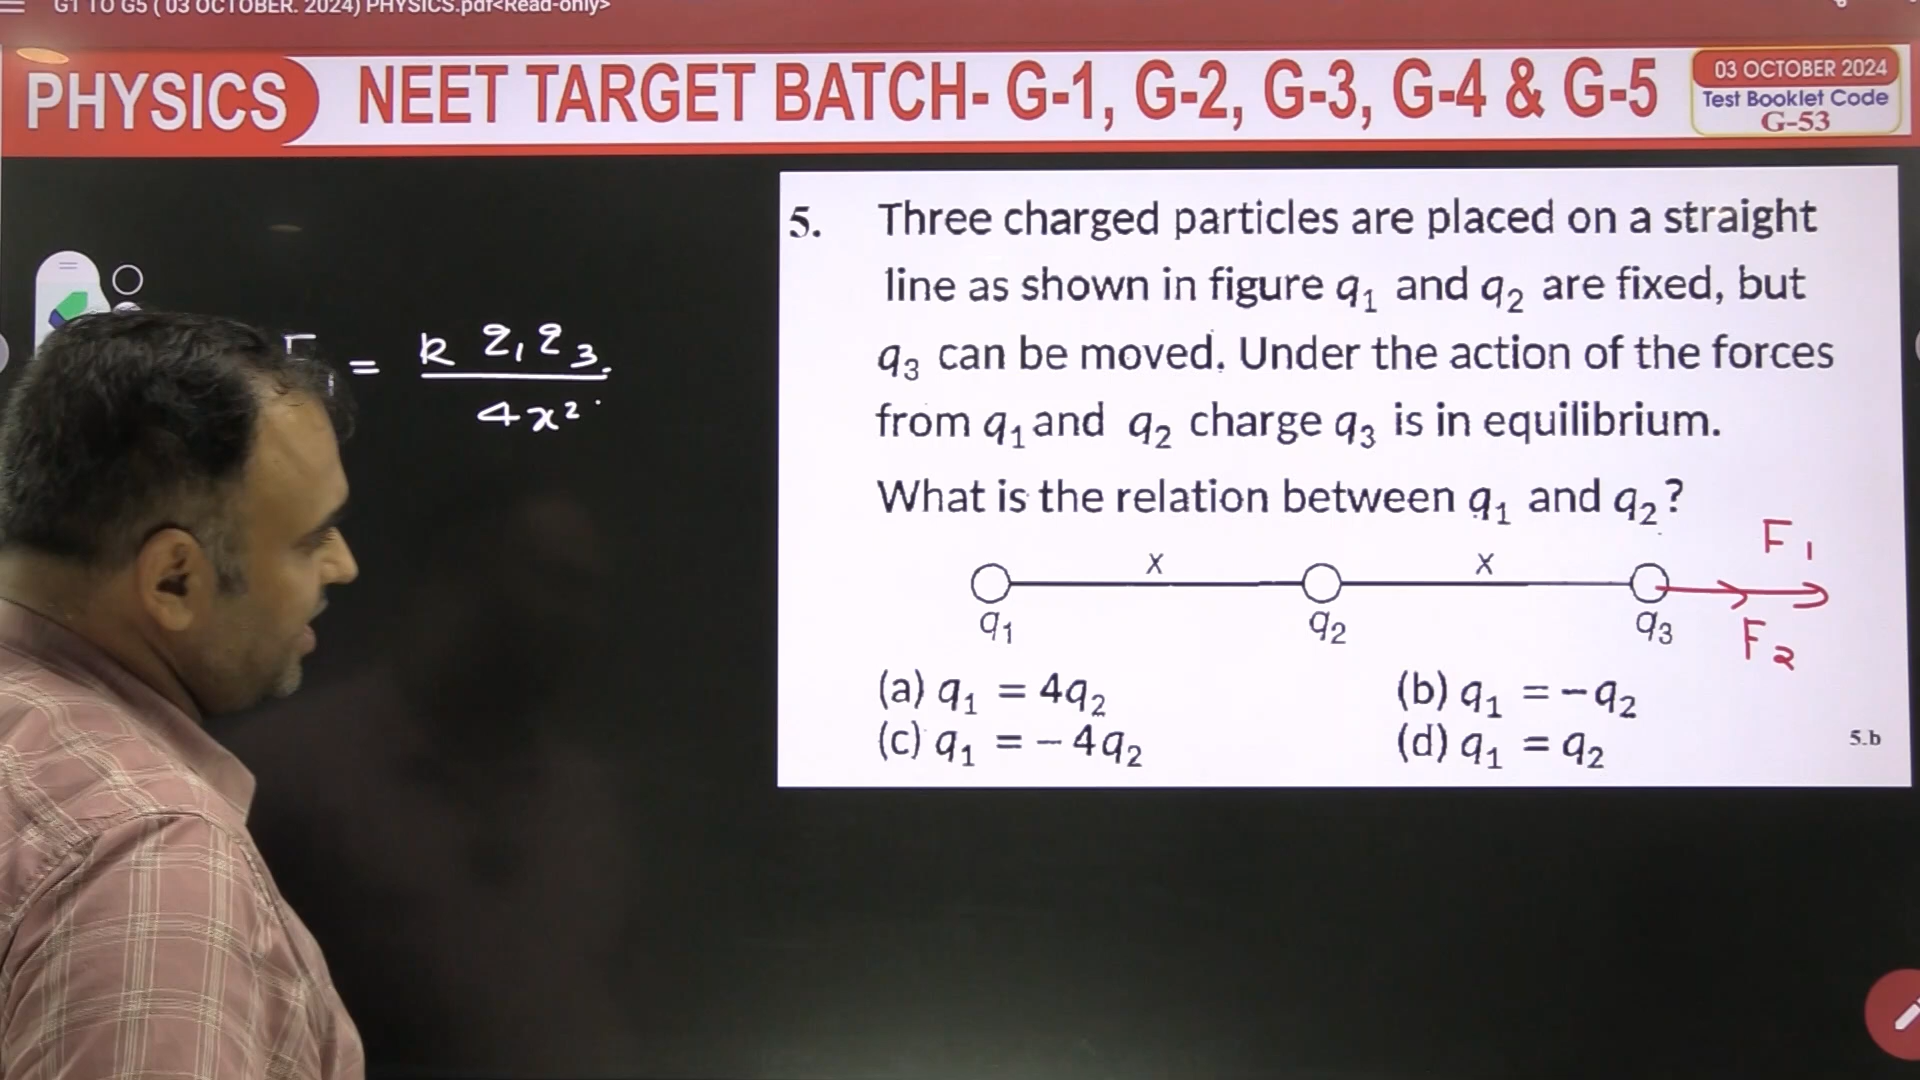 G1 TO G5 ( 03 OCTOBER. 2024) PHYSICS.pdf<Read-only>
PHYSICS
NEET TARGET BATCH- G-1, G-2, G-3, G-4 & G-5
03 OCTOBER 2024
Test Booklet Code
G-53
= k q₁q₃
4x²
5. Three charged particles are placed on a straight
line as shown in figure q₁ and q₂ are fixed, but
q₃ can be moved. Under the action of the forces
from q₁ and q₂ charge q₃ is in equilibrium.
What is the relation between q₁ and q₂?
F₁
x x
q₁ q₂ q₃
F₂
(a) q₁ = 4q₂ (b) q₁ = -q₂
(c) q₁ = - 4q₂ (d) q₁ = q₂
5.b